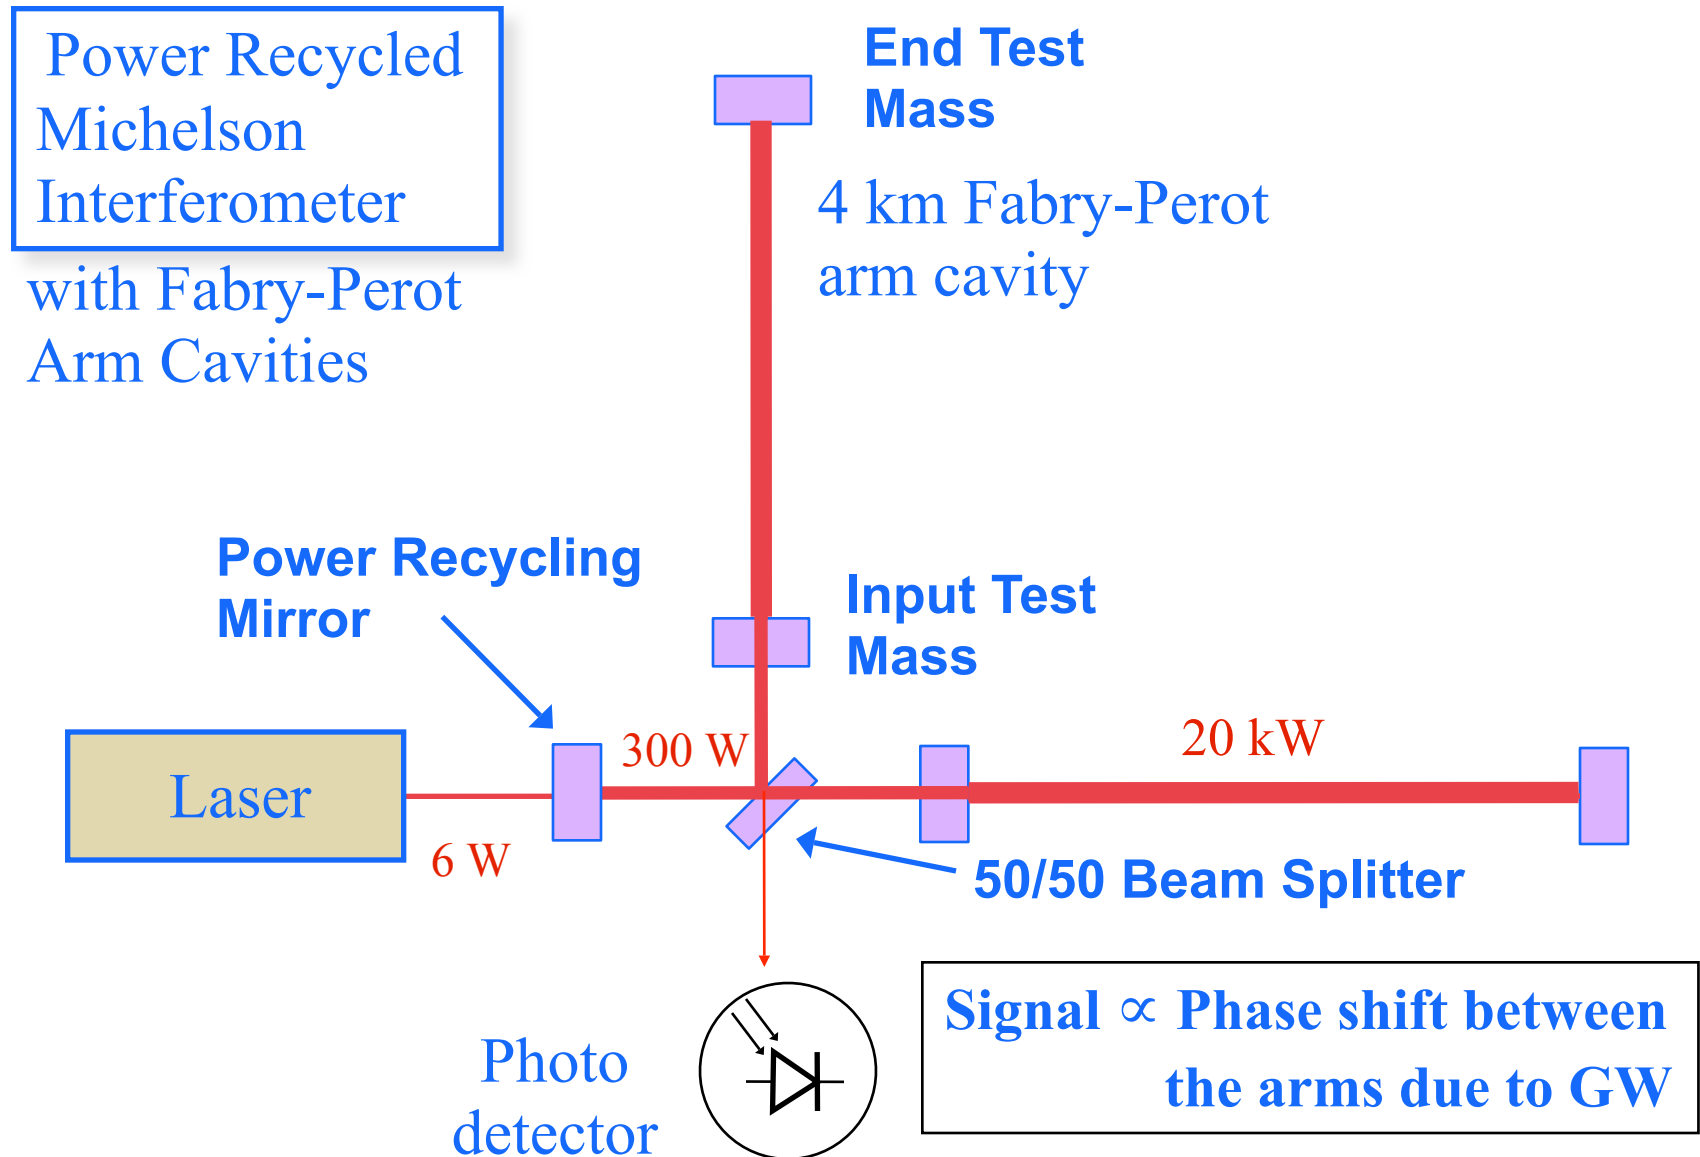 Power Recycled
Michelson
Interferometer
with Fabry-Perot
Arm Cavities
End Test
Mass
4 km Fabry-Perot
arm cavity
Power Recycling
Mirror
Input Test
Mass
300 W
20 kW
Laser
6 W
50/50 Beam Splitter
Photo
detector
Signal ∝ Phase shift between
the arms due to GW